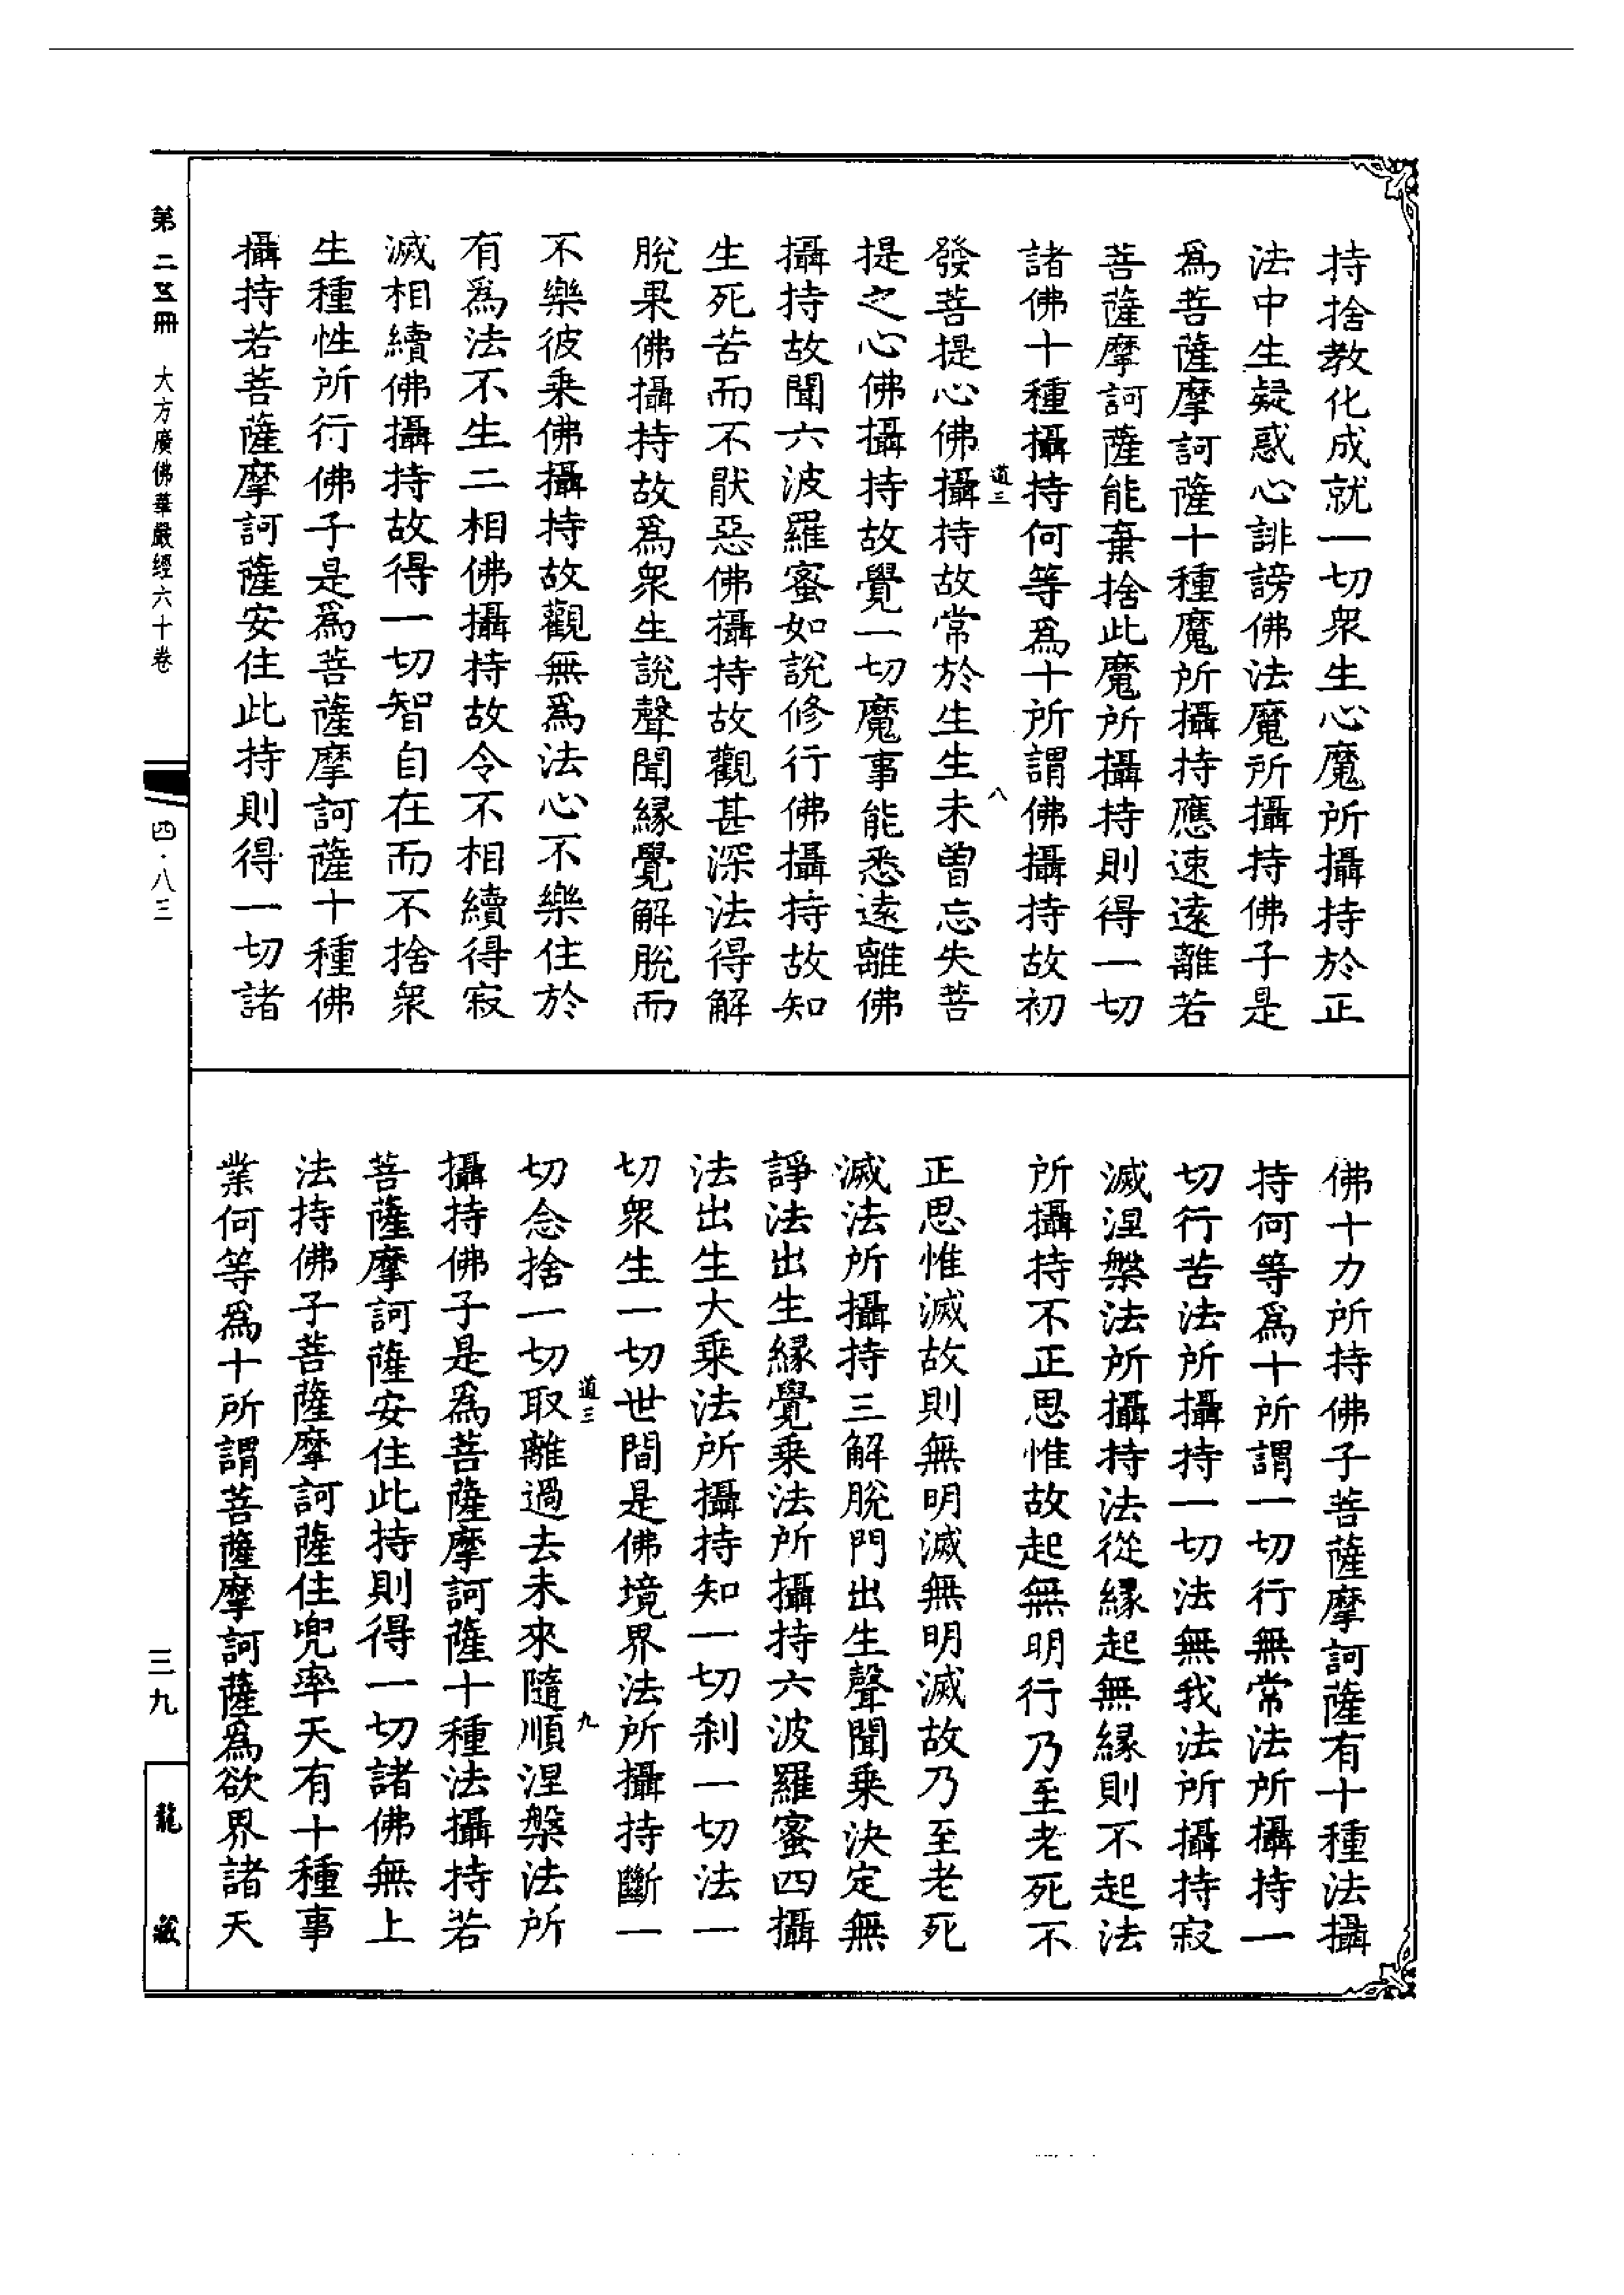 持捨教化成就一切衆生心魔所攝持於正
法中生疑惑心誹謗佛法魔所攝持佛子是
爲菩薩摩訶薩十種魔所攝持應速遠離若
菩薩摩訶薩能棄捨此魔所攝持則得一切
諸佛十種攝持何等爲十所謂佛攝持故初
道三 八
發菩提心佛攝持故常於生生未曽忘失菩
提之心佛攝持故覺一切魔事能悉遠離佛
攝持故聞六波羅蜜如說修行佛攝持故知
生死苦而不猒惡佛攝持故觀甚深法得解
脫果佛攝持故爲衆生說聲聞縁覺解脫而
不樂彼乗佛攝持故觀無爲法心不樂住於
有爲法不生二相佛攝持故令不相續得寂
滅相續佛攝持故得一切智自在而不捨衆
生種性所行佛子是爲菩薩摩訶薩十種佛
攝持若菩薩摩訶薩安住此持則得一切諸
佛十力所持佛子菩薩摩訶薩有十種法攝
持何等爲十所謂一切行無常法所攝持一
切行苦法所攝持一切法無我法所攝持寂
滅涅槃法所攝持法從縁起無縁則不起法
所攝持不正思惟故起無明行乃至老死不
正思惟滅故則無明滅無明滅故乃至老死
滅法所攝持三解脫門出生聲聞乗決定無
諍法出生縁覺乗法所攝持六波羅蜜四攝
法出生大乗法所攝持知一切刹一切法一
切衆生一切世間是佛境界法所攝持斷一
道三 九
切念捨一切取離過去未來隨順涅槃法所
攝持佛子是爲菩薩摩訶薩十種法攝持若
菩薩摩訶薩安住此持則得一切諸佛無上
法持佛子菩薩摩訶薩住兜率天有十種事
業何等爲十所謂菩薩摩訶薩爲欲界諸天
第二五冊 大方廣佛華嚴經六十卷 四·八三
三九
龍藏